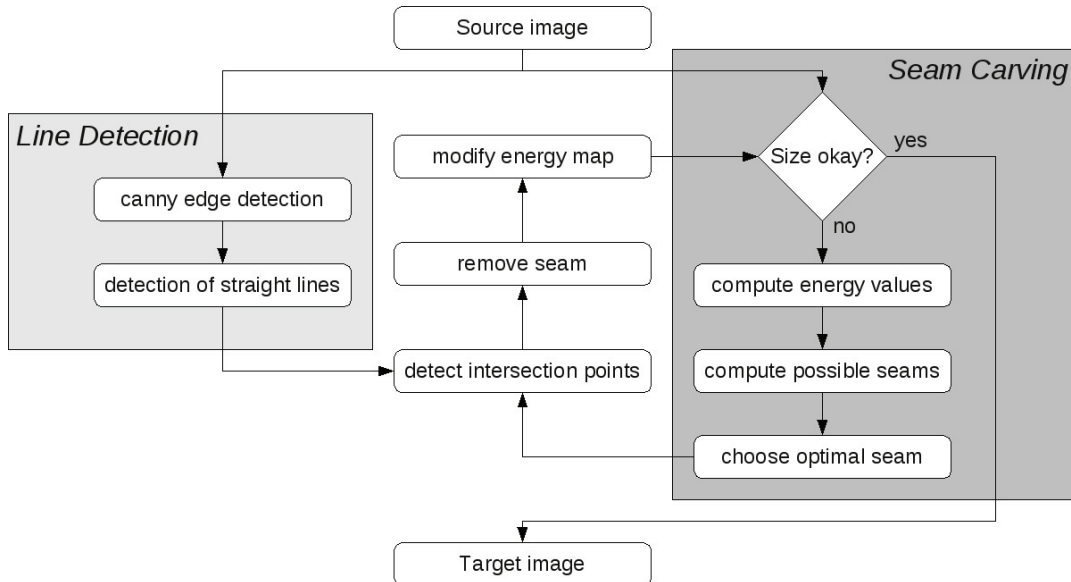 Source image
Seam Carving
Line Detection
modify energy map
Size okay?
yes
canny edge detection
no
remove seam
detection of straight lines
compute energy values
detect intersection points
compute possible seams
choose optimal seam
Target image